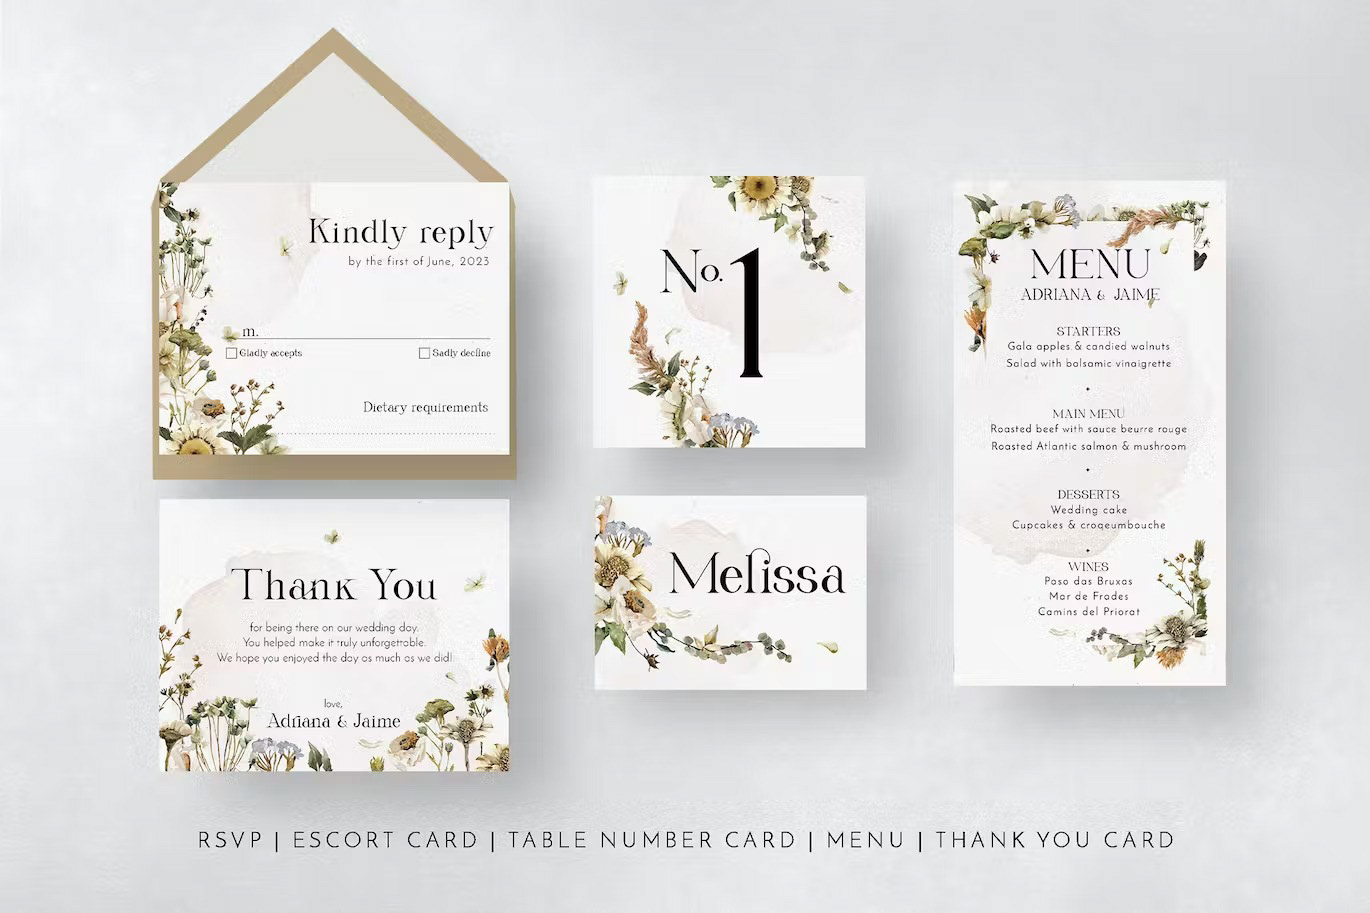 Kindly reply
by the first of June, 2023
m.
Gladly accepts
Sadly decline
Dietary requirements
No. 1
MENU
ADRIANA & JAIME
STARTERS
Gala apples & candied walnuts
Salad with balsamic vinaigrette
MAIN MENU
Roasted beef with sauce beurre rouge
Roasted Atlantic salmon & mushroom
DESSERTS
Wedding cake
Cupcakes & croqeumbouche
WINES
Paso das Bruxas
Mar de Frades
Camins del Priorat
Thank You
for being there on our wedding day.
You helped make it truly unforgettable.
We hope you enjoyed the day as much as we did!
love,
Adriana & Jaime
Melissa
RSVP | ESCORT CARD | TABLE NUMBER CARD | MENU | THANK YOU CARD